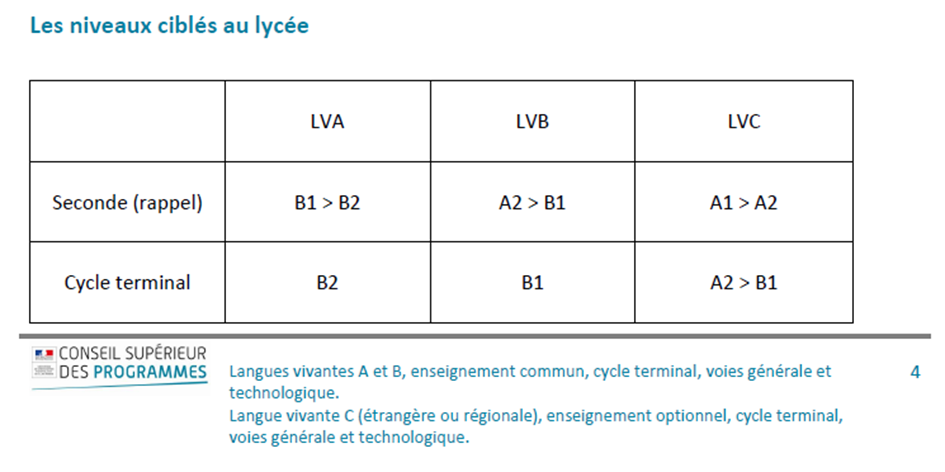 Les niveaux ciblés au lycée
LVA LVB LVC
Seconde (rappel) B1 > B2 A2 > B1 A1 > A2
Cycle terminal B2 B1 A2 > B1
CONSEIL SUPÉRIEUR
DES PROGRAMMES
Langues vivantes A et B, enseignement commun, cycle terminal, voies générale et
technologique.
Langue vivante C (étrangère ou régionale), enseignement optionnel, cycle terminal,
voies générale et technologique.
4